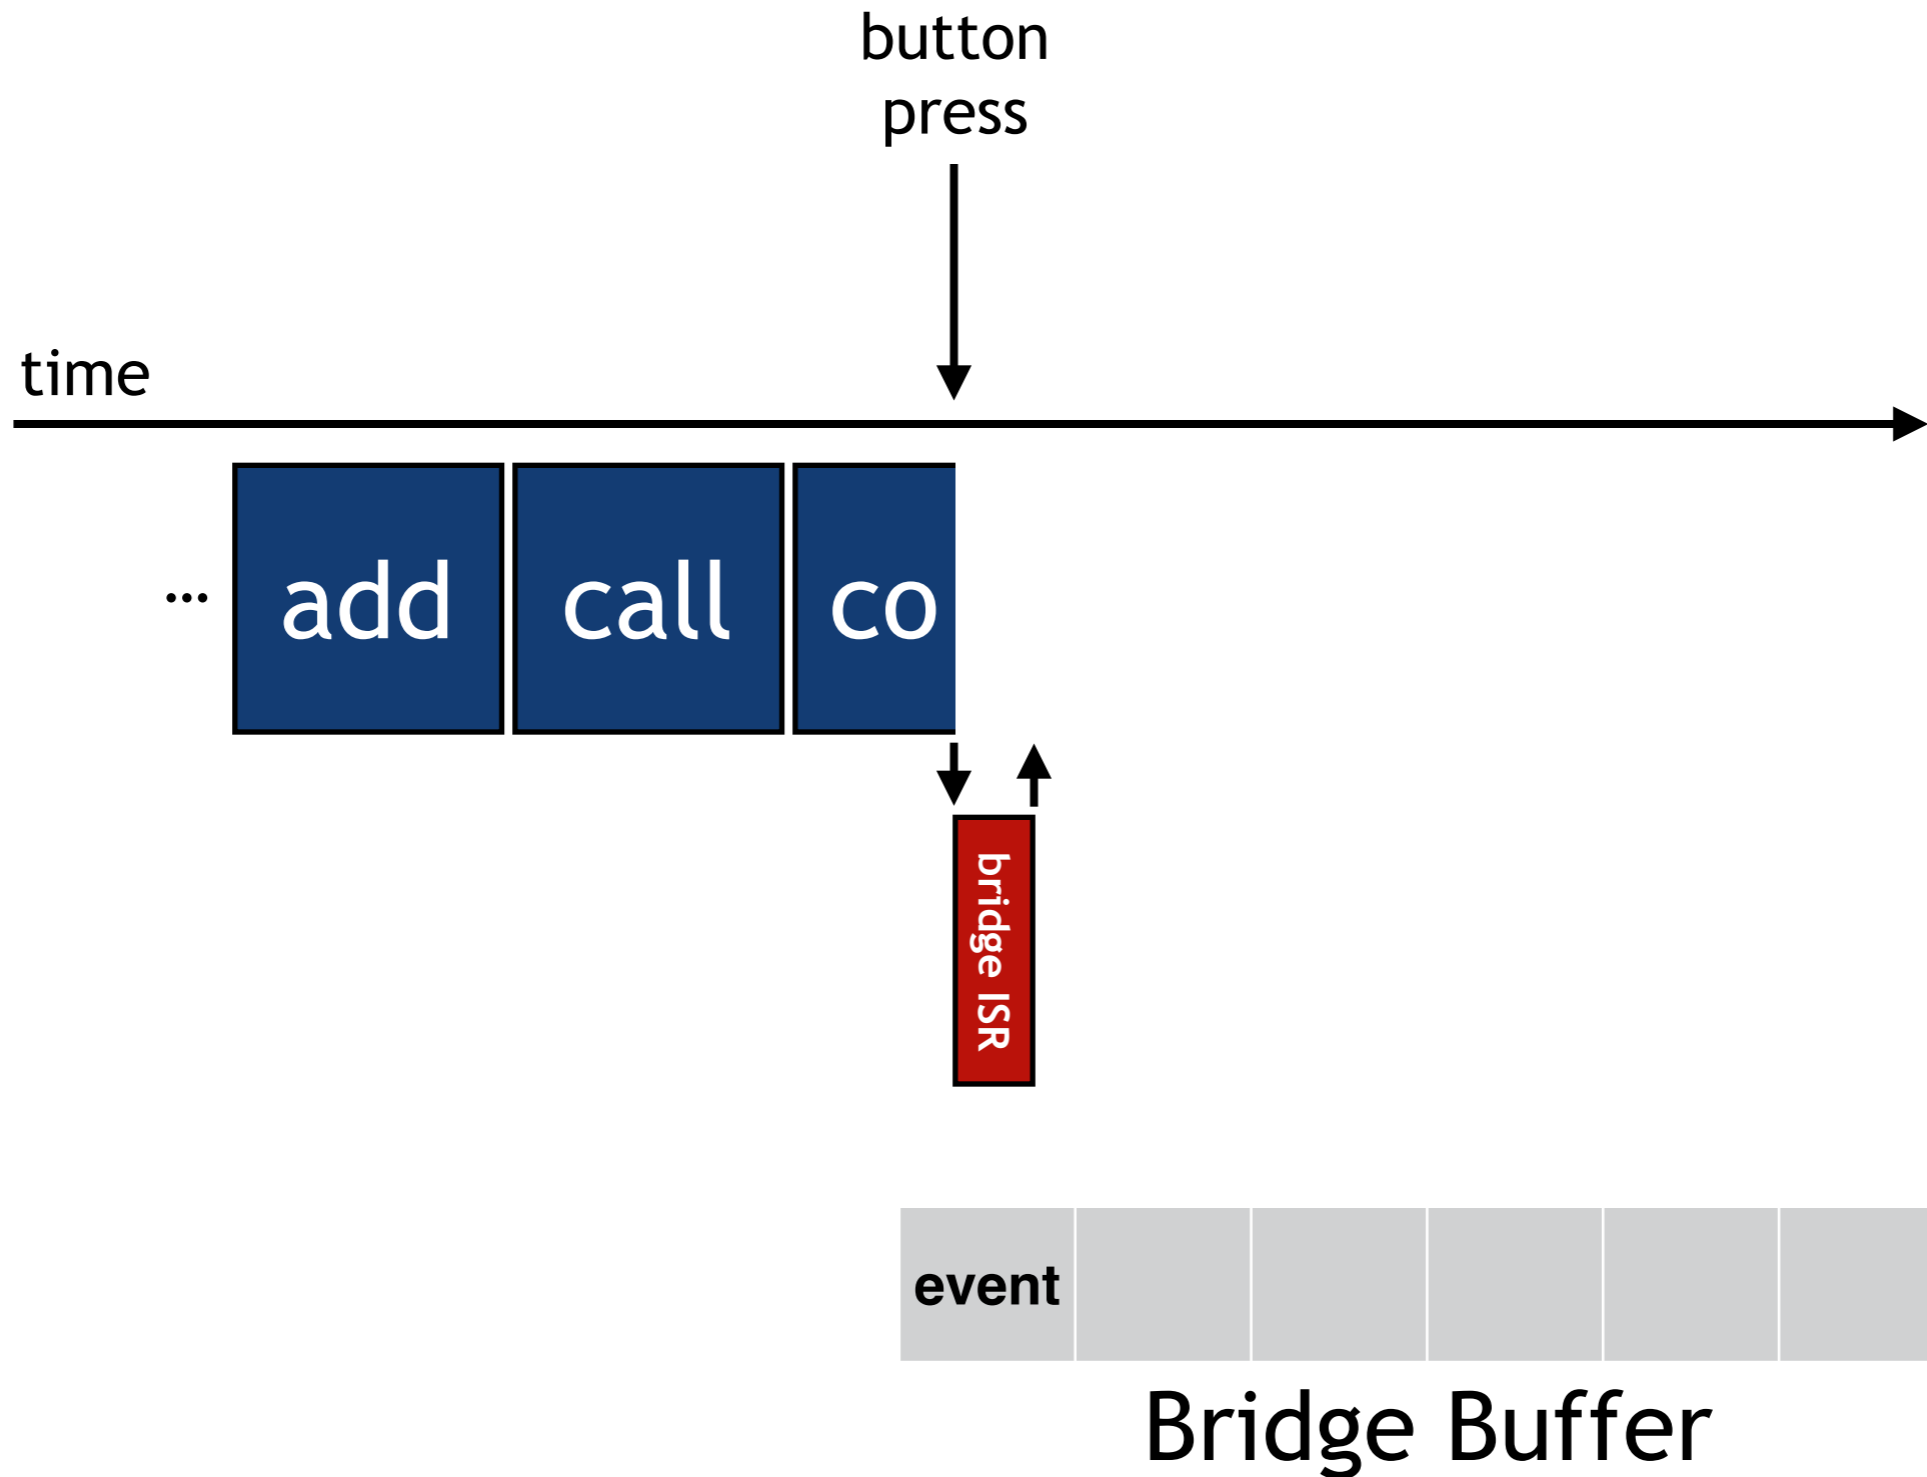 button
press
time
...
add
call
co
bridge ISR
event
Bridge Buffer